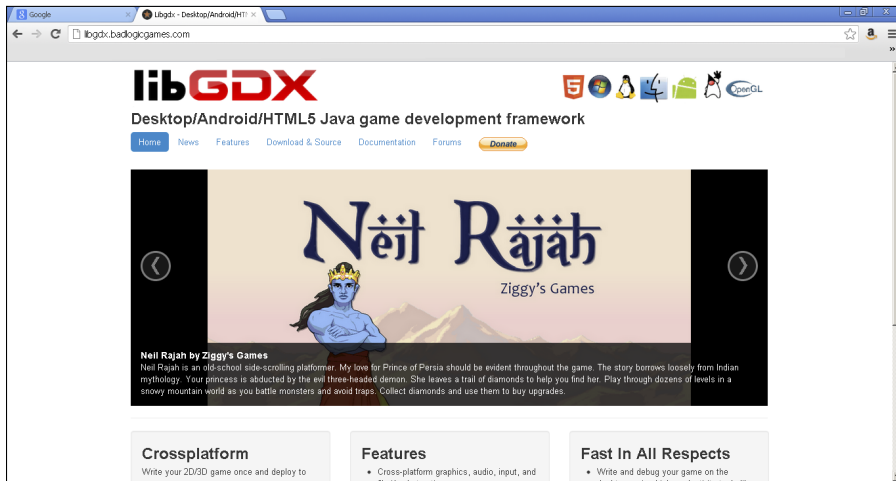 Google
Libgdx - Desktop/Android/HT
libgdx.badlogicgames.com
libGDX
OpenGL
Desktop/Android/HTML5 Java game development framework
Home News Features Download & Source Documentation Forums Donate
Neil Rajah
Ziggy's Games
Neil Rajah by Ziggy's Games
Neil Rajah is an old-school side-scrolling platformer. My love for Prince of Persia should be evident throughout the game. The story borrows loosely from Indian
mythology. Your princess is abducted by the evil three-headed demon. She leaves a trail of diamonds to help you find her. Play through dozens of levels in a
snowy mountain world as you battle monsters and avoid traps. Collect diamonds and use them to buy upgrades.
Crossplatform Features Fast In All Respects
Write your 2D/3D game once and deploy to • Cross-platform graphics, audio, input, and • Write and debug your game on the